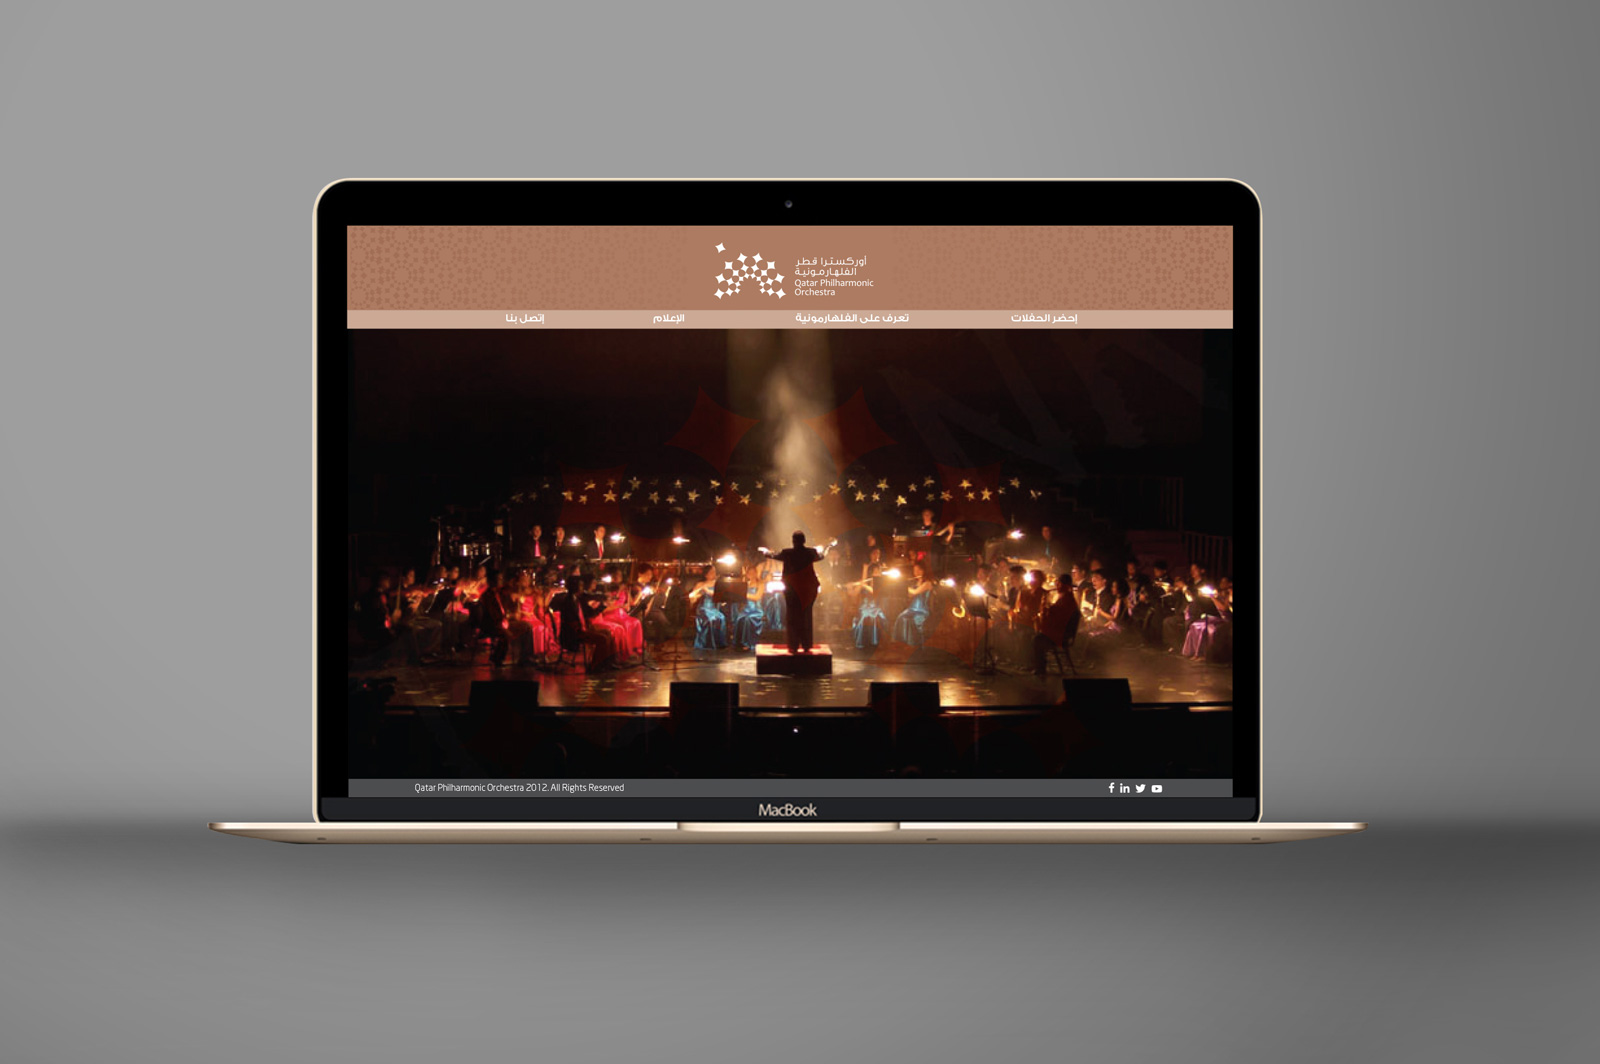 أوركسترا قطر
الفلهارمونية
Qatar Philharmonic
Orchestra
إحضر الحفلات
تعرف على الفلهارمونية
الإعلام
إتصل بنا
Qatar Philharmonic Orchestra 2012. All Rights Reserved
MacBook